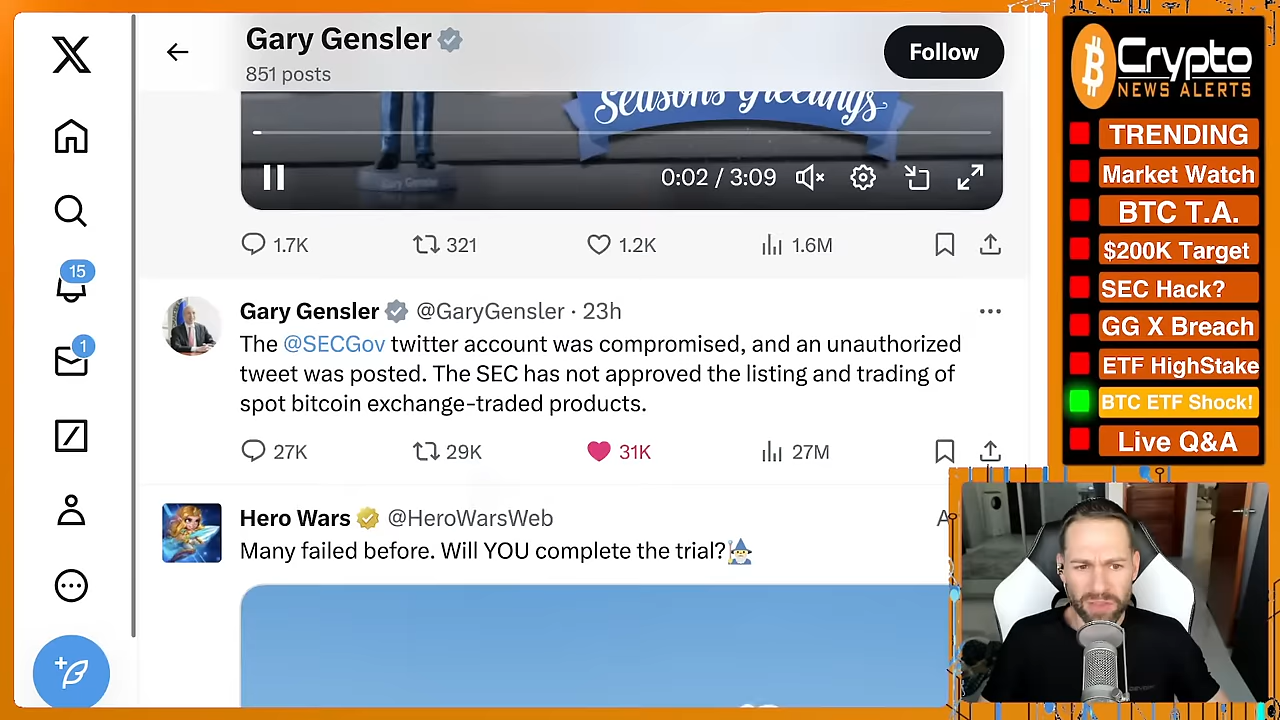 Gary Gensler
851 posts
Follow
Season's Greetings
Gary Gensler
0:02 / 3:09
1.7K 321 1.2K 1.6M
Gary Gensler @GaryGensler · 23h
The @SECGov twitter account was compromised, and an unauthorized
tweet was posted. The SEC has not approved the listing and trading of
spot bitcoin exchange-traded products.
27K 29K 31K 27M
Hero Wars @HeroWarsWeb
Many failed before. Will YOU complete the trial?
15
1
Crypto
NEWS ALERTS
TRENDING
Market Watch
BTC T.A.
$200K Target
SEC Hack?
GG X Breach
ETF HighStake
BTC ETF Shock!
Live Q&A